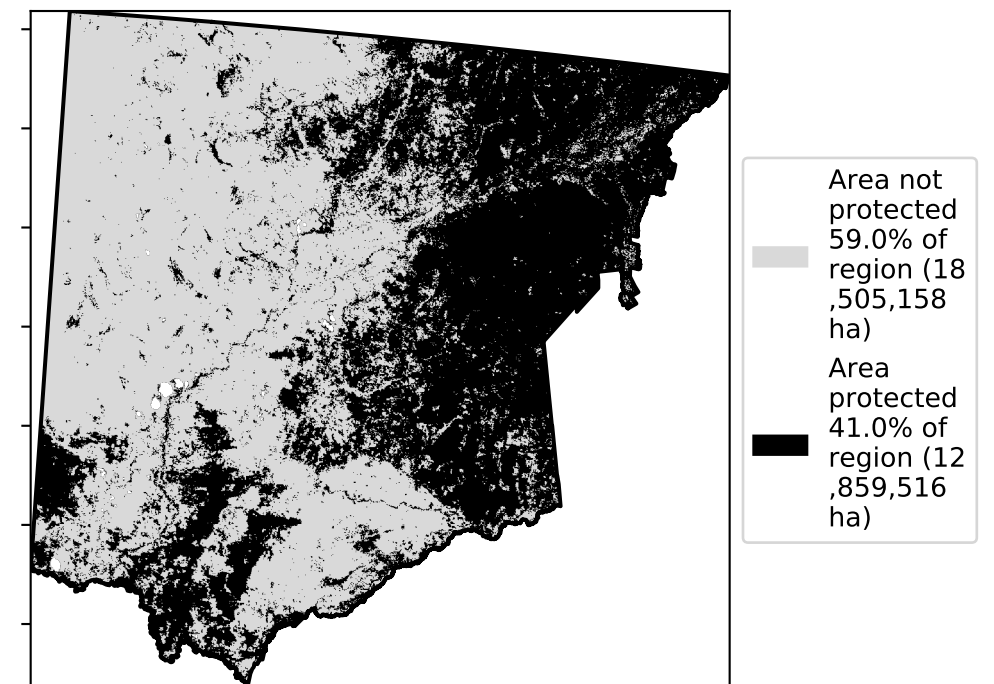 Area not
protected
59.0% of
region (18
,505,158
ha)
Area
protected
41.0% of
region (12
,859,516
ha)